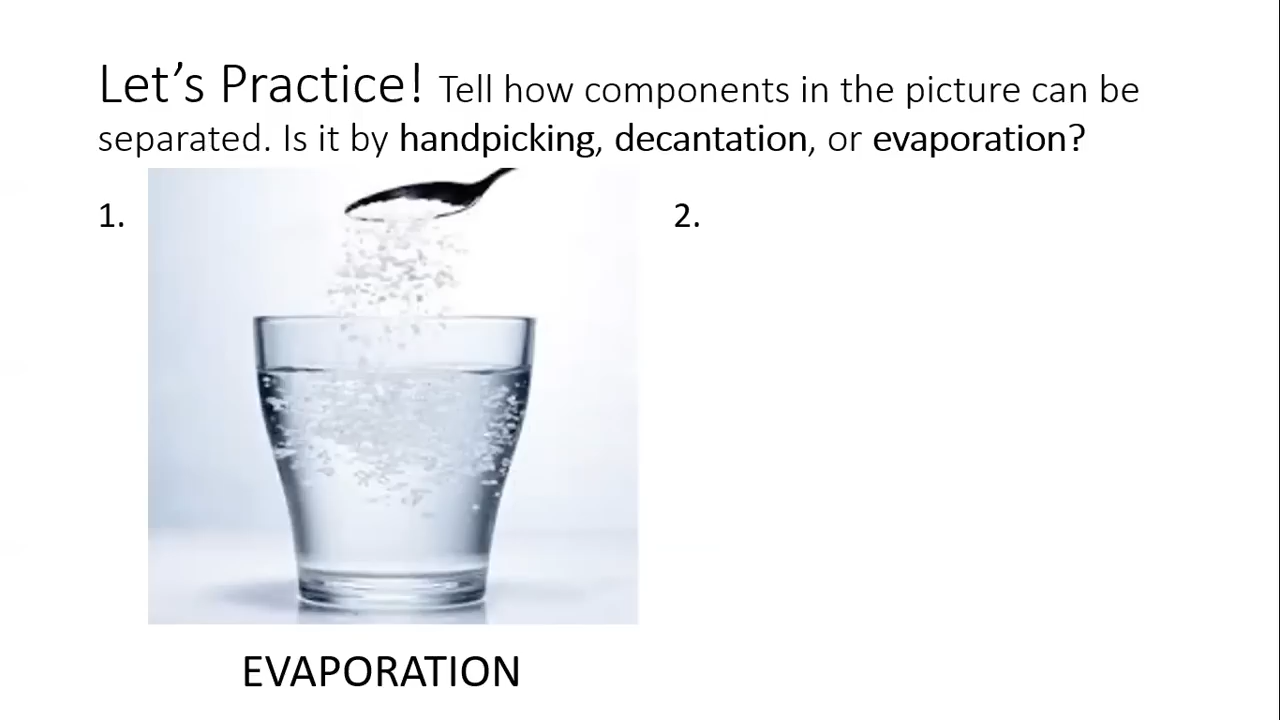 Let’s Practice! Tell how components in the picture can be
separated. Is it by handpicking, decantation, or evaporation?
1.
2.
EVAPORATION